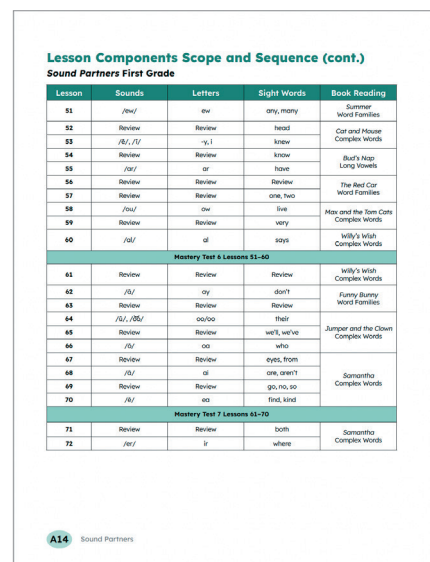 Lesson Components Scope and Sequence (cont.)
Sound Partners First Grade
Lesson Sounds Letters Sight Words Book Reading
51 /ew/ ew any, many Summer
Word Families
52 Review Review head Cat and Mouse
Complex Words
53 /ē/, /ī/ -y, i knew
54 Review Review know Bud's Nap
Long Vowels
55 /ar/ ar have
56 Review Review Review The Red Car
Word Families
57 Review Review one, two
58 /ou/ ow live Max and the Tom Cats
Complex Words
59 Review Review very
60 /al/ al says Willy's Wish
Complex Words
Mastery Test 6 Lessons 51–60
61 Review Review Review Willy's Wish
Complex Words
62 /ā/ ay don't Funny Bunny
Word Families
63 Review Review Review
64 /ū/, /o͝o/ oo/oo their Jumper and the Clown
Complex Words
65 Review Review we'll, we've
66 /ō/ oa who
67 Review Review eyes, from Samantha
Complex Words
68 /ā/ ai are, aren't
69 Review Review go, no, so
70 /ē/ ea find, kind
Mastery Test 7 Lessons 61–70
71 Review Review both Samantha
Complex Words
72 /er/ ir where
A14 Sound Partners